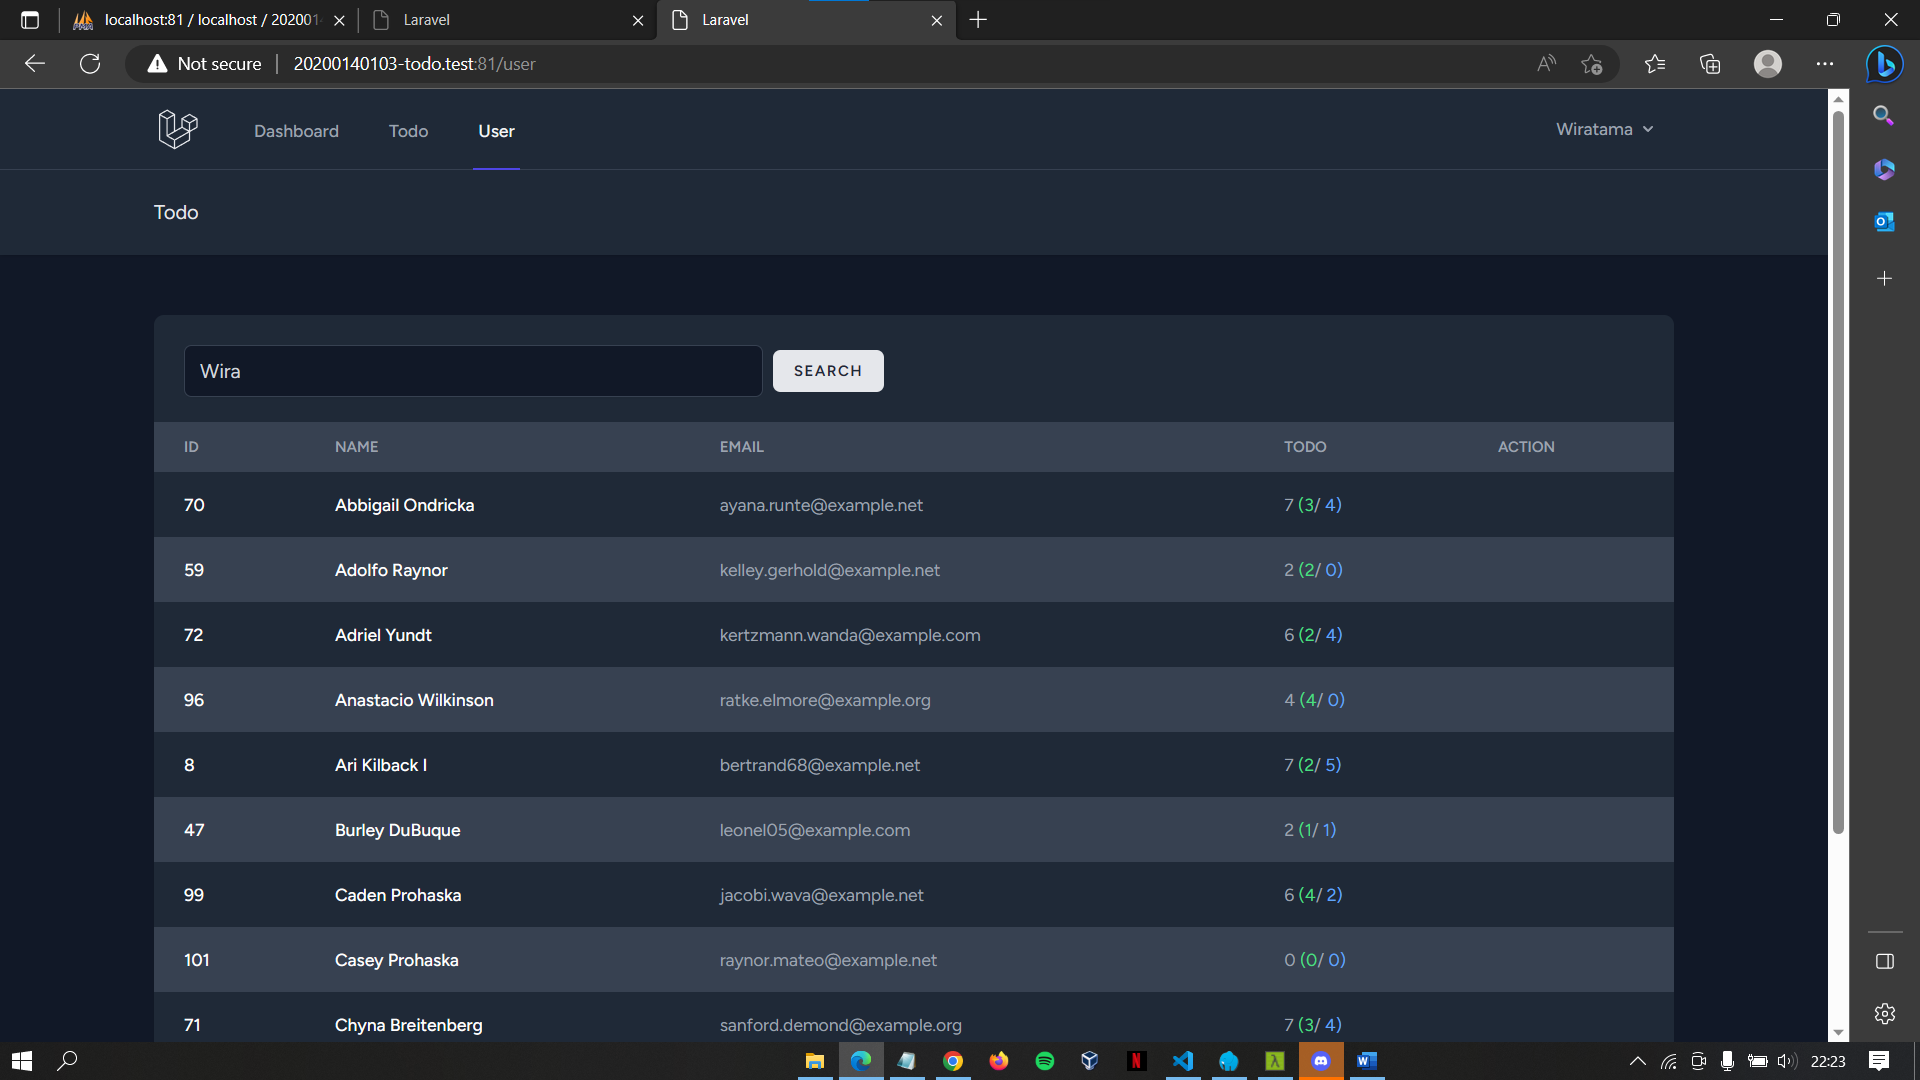 localhost:81 / localhost / 202001
Laravel
Laravel
Not secure
20200140103-todo.test:81/user
Dashboard
Todo
User
Wiratama
Todo
Wira
SEARCH
ID NAME EMAIL TODO ACTION
70 Abbigail Ondricka ayana.runte@example.net 7 (3/ 4)
59 Adolfo Raynor kelley.gerhold@example.net 2 (2/ 0)
72 Adriel Yundt kertzmann.wanda@example.com 6 (2/ 4)
96 Anastacio Wilkinson ratke.elmore@example.org 4 (4/ 0)
8 Ari Kilback I bertrand68@example.net 7 (2/ 5)
47 Burley DuBuque leonel05@example.com 2 (1/ 1)
99 Caden Prohaska jacobi.wava@example.net 6 (4/ 2)
101 Casey Prohaska raynor.mateo@example.net 0 (0/ 0)
71 Chyna Breitenberg sanford.demond@example.org 7 (3/ 4)
22:23